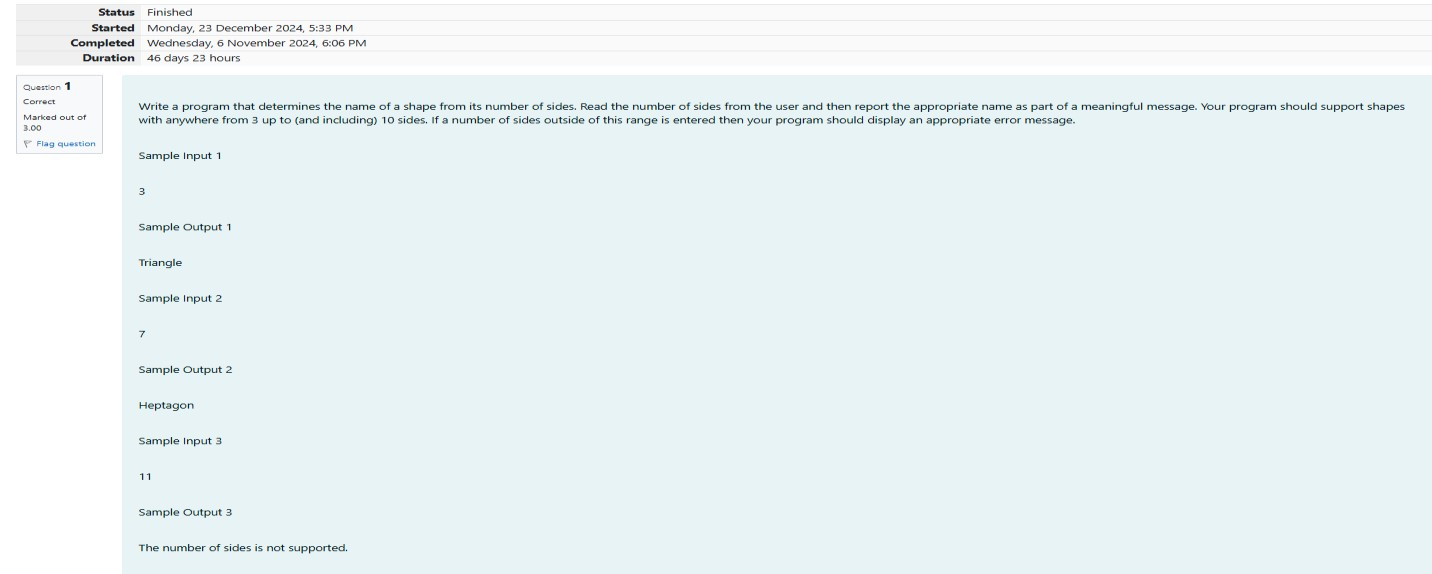 Status Finished
Started Monday, 23 December 2024, 5:33 PM
Completed Wednesday, 6 November 2024, 6:06 PM
Duration 46 days 23 hours
Question 1
Correct
Marked out of
3.00
Flag question
Write a program that determines the name of a shape from its number of sides. Read the number of sides from the user and then report the appropriate name as part of a meaningful message. Your program should support shapes
with anywhere from 3 up to (and including) 10 sides. If a number of sides outside of this range is entered then your program should display an appropriate error message.
Sample Input 1
3
Sample Output 1
Triangle
Sample Input 2
7
Sample Output 2
Heptagon
Sample Input 3
11
Sample Output 3
The number of sides is not supported.